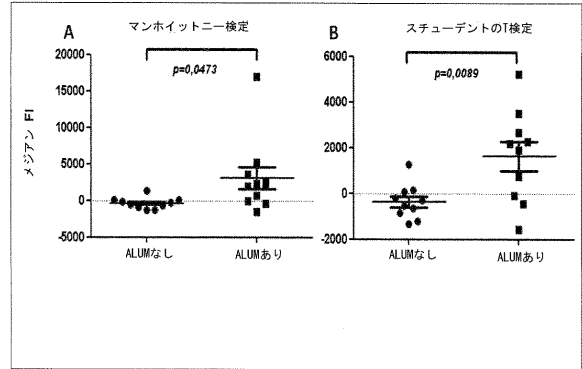 A
マンホイットニー検定
p=0,0473
メジアン FI
20000
15000
10000
5000
0
-5000
ALUMなし
ALUMあり
B
スチューデントのT検定
p=0,0089
6000
4000
2000
0
-2000
ALUMなし
ALUMあり